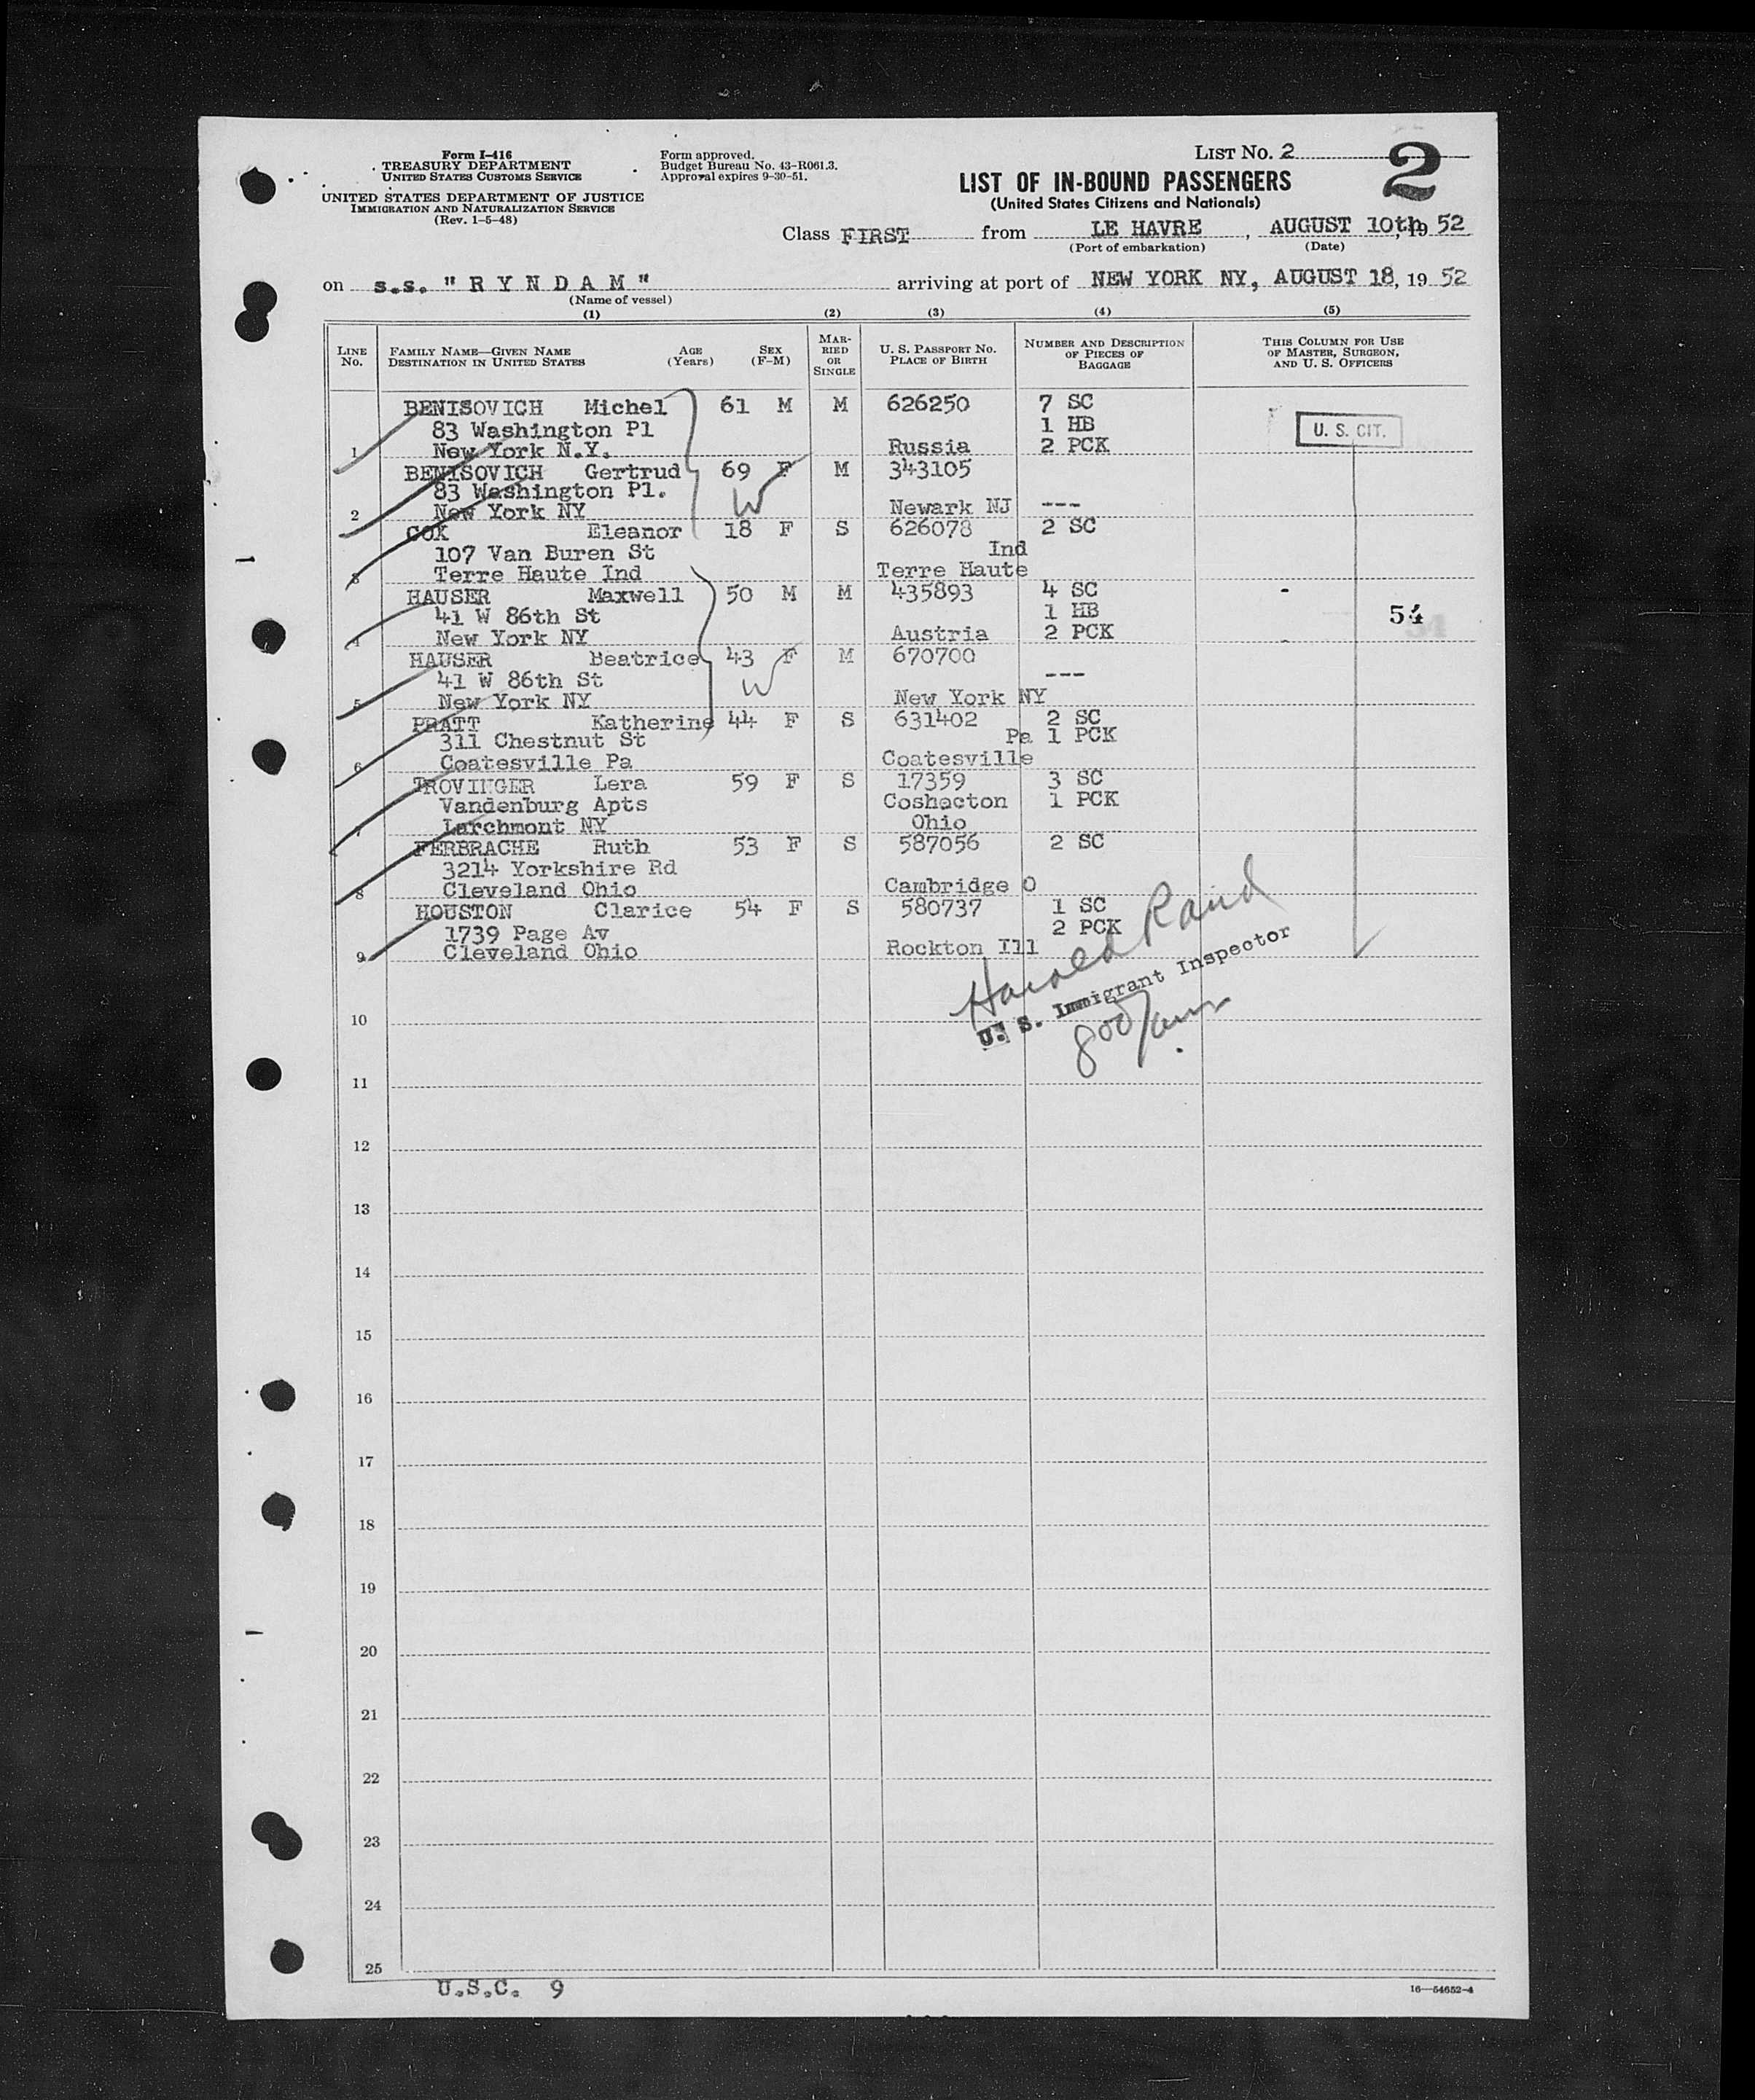 Form I-416
TREASURY DEPARTMENT
UNITED STATES CUSTOMS SERVICE
UNITED STATES DEPARTMENT OF JUSTICE
IMMIGRATION AND NATURALIZATION SERVICE
(Rev. 1-5-48)
Form approved.
Budget Bureau No. 43-R061.3.
Approval expires 9-30-51.
LIST No. 2
2
LIST OF IN-BOUND PASSENGERS
(United States Citizens and Nationals)
Class FIRST from LE HAVRE, AUGUST 10th, 19 52
(Port of embarkation) (Date)
on s.s. "RYNDAM" arriving at port of NEW YORK NY, AUGUST 18, 19 52
(Name of vessel)
(1) (2) (3) (4) (5)
LINE No. FAMILY NAME—GIVEN NAME DESTINATION IN UNITED STATES AGE (Years) SEX (F-M) MARRIED OR SINGLE U. S. PASSPORT No. PLACE OF BIRTH NUMBER AND DESCRIPTION OF PIECES OF BAGGAGE THIS COLUMN FOR USE OF MASTER, SURGEON, AND U. S. OFFICERS
BENISOVICH Michel 61 M M 626250 7 SC
83 Washington Pl 1 HB U. S. CIT.
1 New York N.Y. Russia 2 PCK
BENISOVICH Gertrud 69 F M 343105
83 Washington Pl. W
2 New York NY Newark NJ ---
COX Eleanor 18 F S 626078 2 SC
107 Van Buren St Ind
3 Terre Haute Ind Terre Haute
HAUSER Maxwell 50 M M 435893 4 SC -
41 W 86th St 1 HB 54
4 New York NY Austria 2 PCK
HAUSER Beatrice 43 F M 670700
41 W 86th St W ---
5 New York NY New York NY
PRATT Katherine 44 F S 631402 2 SC
311 Chestnut St Pa 1 PCK
6 Coatesville Pa Coatesville
TROVINGER Lera 59 F S 17359 3 SC
Vandenburg Apts Coshocton 1 PCK
7 Larchmont NY Ohio
FERBRACHE Ruth 53 F S 587056 2 SC
3214 Yorkshire Rd
8 Cleveland Ohio Cambridge O
HOUSTON Clarice 54 F S 580737 1 SC
1739 Page Av 2 PCK
9 Cleveland Ohio Rockton Ill
Harold
U. S. Immigrant Inspector
800
10
11
12
13
14
15
16
17
18
19
20
21
22
23
24
25
U.S.C. 9
16—54652-4